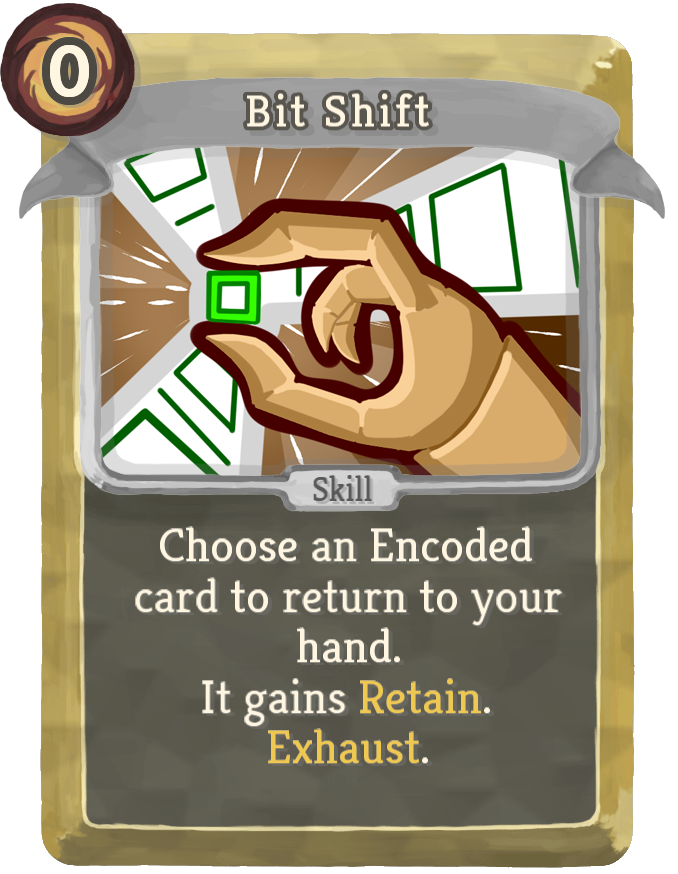 0
Bit Shift
Skill
Choose an Encoded
card to return to your
hand.
It gains Retain.
Exhaust.